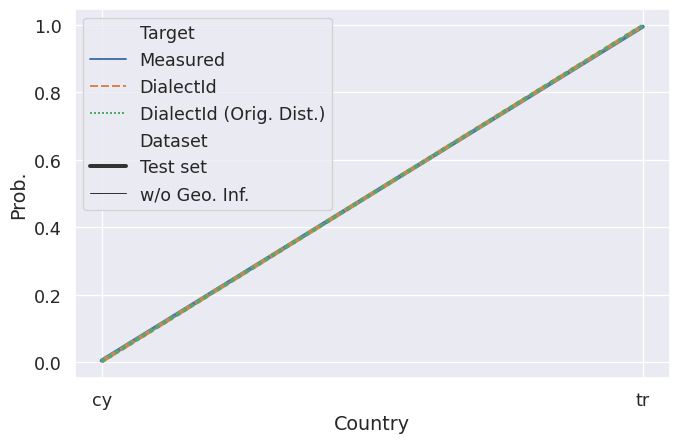 1.0
0.8
0.6
0.4
0.2
0.0
Prob.
Target
Measured
DialectId
DialectId (Orig. Dist.)
Dataset
Test set
w/o Geo. Inf.
cy
tr
Country